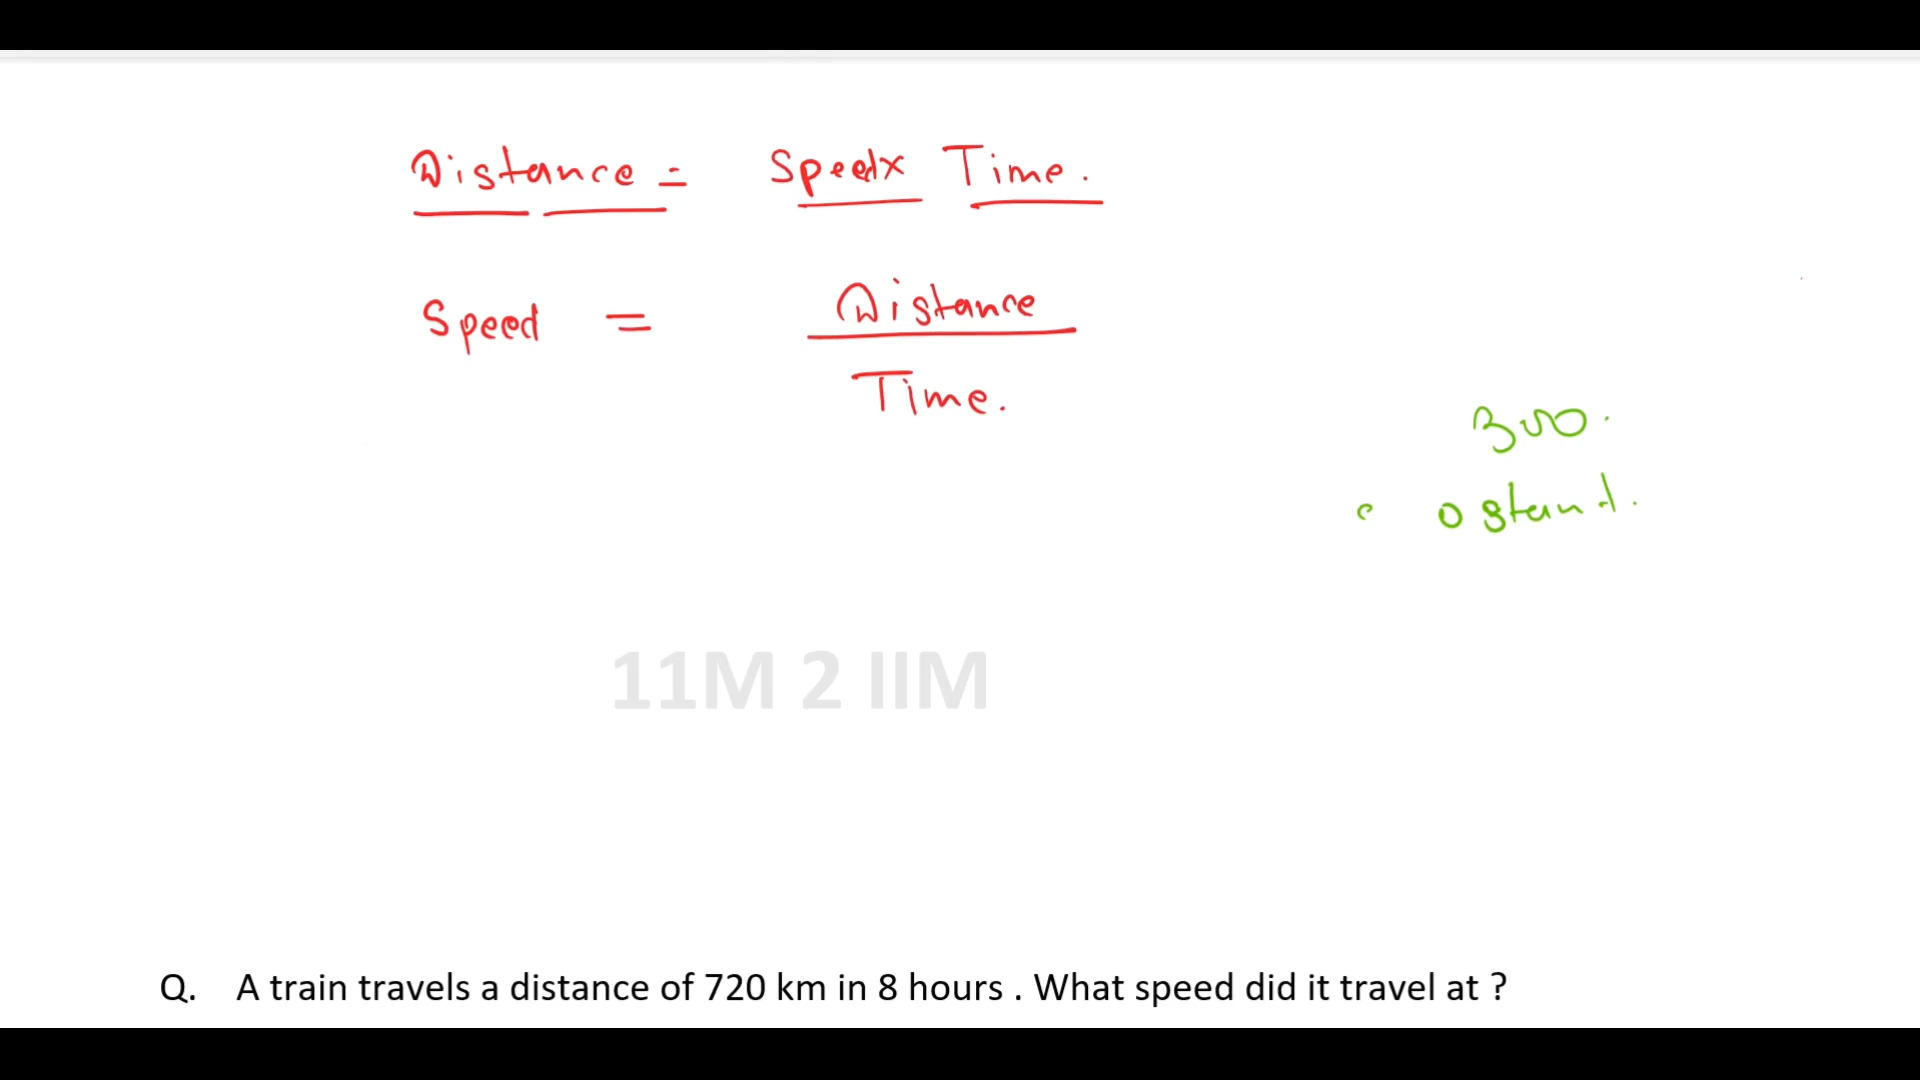 Distance = Speed x Time.
Speed = Distance
Time.
300.
0 stand.
11M 2 IIM
Q. A train travels a distance of 720 km in 8 hours . What speed did it travel at ?